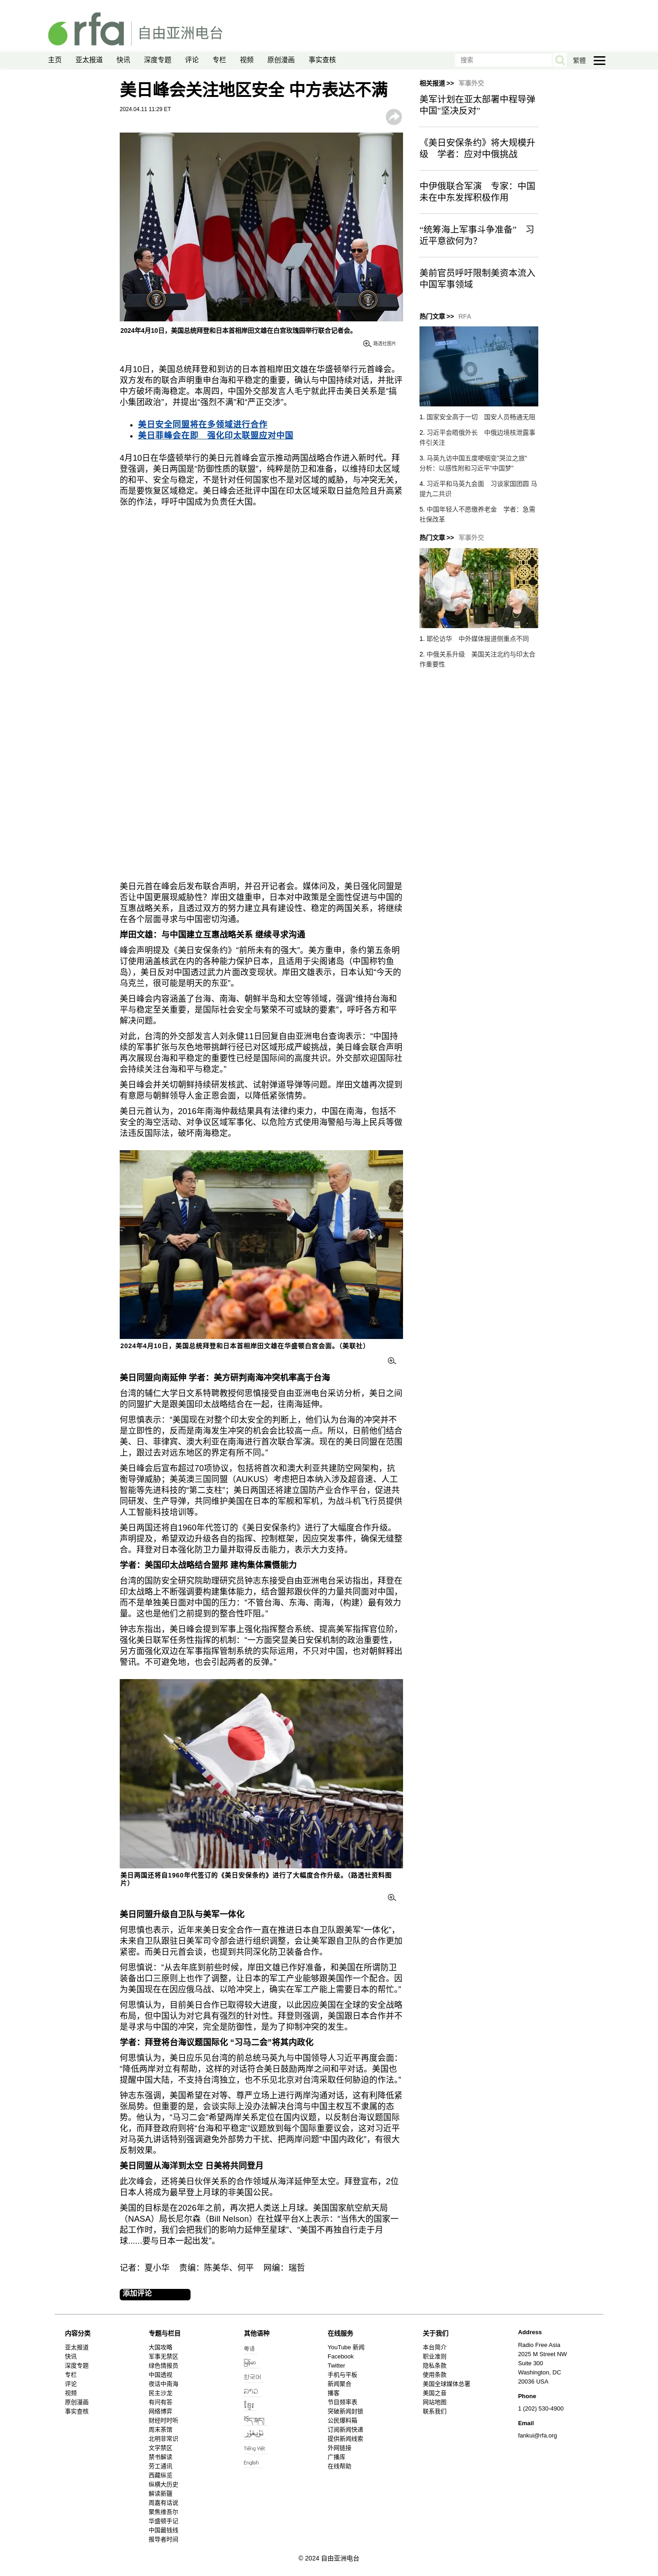 rfa 自由亚洲电台
主页 亚太报道 快讯 深度专题 评论 专栏 视频 原创漫画 事实查核 搜索 繁體
美日峰会关注地区安全 中方表达不满
2024.04.11 11:29 ET
2024年4月10日，美国总统拜登和日本首相岸田文雄在白宫玫瑰园举行联合记者会。
路透社图片
4月10日，美国总统拜登和到访的日本首相岸田文雄在华盛顿举行元首峰会。
双方发布的联合声明重申台海和平稳定的重要，确认与中国持续对话，并批评
中方破坏南海稳定。本周四，中国外交部发言人毛宁就此抨击美日关系是“搞
小集团政治”，并提出“强烈不满”和“严正交涉”。
美日安全同盟将在多领域进行合作
美日菲峰会在即　强化印太联盟应对中国
4月10日在华盛顿举行的美日元首峰会宣示推动两国战略合作进入新时代。拜
登强调，美日两国是“防御性质的联盟”，纯粹是防卫和准备，以维持印太区域
的和平、安全与稳定，不是针对任何国家也不是对区域的威胁，与冲突无关，
而是要恢复区域稳定。美日峰会还批评中国在印太区域采取日益危险且升高紧
张的作法，呼吁中国成为负责任大国。
美日元首在峰会后发布联合声明，并召开记者会。媒体问及，美日强化同盟是
否让中国更展现威胁性？岸田文雄重申，日本对中政策是全面性促进与中国的
互惠战略关系，且透过双方的努力建立具有建设性、稳定的两国关系，将继续
在各个层面寻求与中国密切沟通。
岸田文雄：与中国建立互惠战略关系 继续寻求沟通
峰会声明提及《美日安保条约》“前所未有的强大”。美方重申，条约第五条明
订使用涵盖核武在内的各种能力保护日本，且适用于尖阁诸岛（中国称钓鱼
岛），美日反对中国透过武力片面改变现状。岸田文雄表示，日本认知“今天的
乌克兰，很可能是明天的东亚”。
美日峰会内容涵盖了台海、南海、朝鲜半岛和太空等领域，强调“维持台海和
平与稳定至关重要，是国际社会安全与繁荣不可或缺的要素”，呼吁各方和平
解决问题。
对此，台湾的外交部发言人刘永健11日回复自由亚洲电台查询表示：“中国持
续的军事扩张与灰色地带挑衅行径已对区域形成严峻挑战，美日峰会联合声明
再次展现台海和平稳定的重要性已经是国际间的高度共识。外交部欢迎国际社
会持续关注台海和平与稳定。”
美日峰会并关切朝鲜持续研发核武、试射弹道导弹等问题。岸田文雄再次提到
有意愿与朝鲜领导人金正恩会面，以降低紧张情势。
美日元首认为，2016年南海仲裁结果具有法律约束力，中国在南海，包括不
安全的海空活动、对争议区域军事化、以危险方式使用海警船与海上民兵等做
法违反国际法，破坏南海稳定。
2024年4月10日，美国总统拜登和日本首相岸田文雄在华盛顿白宫会面。（美联社）
美日同盟向南延伸 学者：美方研判南海冲突机率高于台海
台湾的辅仁大学日文系特聘教授何思慎接受自由亚洲电台采访分析，美日之间
的同盟扩大是跟美国印太战略结合在一起，往南海延伸。
何思慎表示：“美国现在对整个印太安全的判断上，他们认为台海的冲突并不
是立即性的，反而是南海发生冲突的机会会比较高一点。所以，日前他们结合
美、日、菲律宾、澳大利亚在南海进行首次联合军演。现在的美日同盟在范围
上，跟过去对远东地区的界定有所不同。”
美日峰会后宣布超过70项协议，包括将首次和澳大利亚共建防空网架构，抗
衡导弹威胁；美英澳三国同盟（AUKUS）考虑把日本纳入涉及超音速、人工
智能等先进科技的“第二支柱”；美日两国还将建立国防产业合作平台，促进共
同研发、生产导弹，共同维护美国在日本的军舰和军机，为战斗机飞行员提供
人工智能科技培训等。
美日两国还将自1960年代签订的《美日安保条约》进行了大幅度合作升级。
声明提及，希望双边升级各自的指挥、控制框架，因应突发事件，确保无缝整
合。拜登对日本强化防卫力量并取得反击能力，表示大力支持。
学者：美国印太战略结合盟邦 建构集体震慑能力
台湾的国防安全研究院助理研究员钟志东接受自由亚洲电台采访指出，拜登在
印太战略上不断强调要构建集体能力，结合盟邦跟伙伴的力量共同面对中国，
而不是单独美日面对中国的压力：“不管台海、东海、南海，（构建）最有效力
量。这也是他们之前提到的整合性吓阻。”
钟志东指出，美日峰会提到军事上强化指挥整合系统、提高美军指挥官位阶，
强化美日联军任务性指挥的机制：“一方面突显美日安保机制的政治重要性，
另方面强化双边在军事指挥管制系统的实际运用，不只对中国，也对朝鲜释出
警讯。不可避免地，也会引起两者的反弹。”
美日两国还将自1960年代签订的《美日安保条约》进行了大幅度合作升级。（路透社资料图
片）
美日同盟升级自卫队与美军一体化
何思慎也表示，近年来美日安全合作一直在推进日本自卫队跟美军“一体化”，
未来自卫队跟驻日美军司令部会进行组织调整，会让美军跟自卫队的合作更加
紧密。而美日元首会谈，也提到共同深化防卫装备合作。
何思慎说：“从去年底到前些时候，岸田文雄已作好准备，和美国在所谓防卫
装备出口三原则上也作了调整，让日本的军工产业能够跟美国作一个配合。因
为美国现在在因应俄乌战、以哈冲突上，确实在军工产能上需要日本的帮忙。”
何思慎认为，目前美日合作已取得较大进度，以此因应美国在全球的安全战略
布局，但中国认为对它具有强烈的针对性。拜登则强调，美国跟日本合作并不
是寻求与中国的冲突，完全是防御性，是为了抑制冲突的发生。
学者：拜登将台海议题国际化 “习马二会”将其内政化
何思慎认为，美日应乐见台湾的前总统马英九与中国领导人习近平再度会面：
“降低两岸对立有帮助，这样的对话符合美日鼓励两岸之间和平对话。美国也
提醒中国大陆，不支持台湾独立，也不乐见北京对台湾采取任何胁迫的作法。”
钟志东强调，美国希望在对等、尊严立场上进行两岸沟通对话，这有利降低紧
张局势。但重要的是，会谈实际上没办法解决台湾与中国主权互不隶属的态
势。他认为，“马习二会”希望两岸关系定位在国内议题，以反制台海议题国际
化，而拜登政府则将“台海和平稳定”议题放到每个国际重要议会，这对习近平
对马英九讲话特别强调避免外部势力干扰、把两岸问题“中国内政化”，有很大
反制效果。
美日同盟从海洋到太空 日美将共同登月
此次峰会，还将美日伙伴关系的合作领域从海洋延伸至太空。拜登宣布，2位
日本人将成为最早登上月球的非美国公民。
美国的目标是在2026年之前，再次把人类送上月球。美国国家航空航天局
（NASA）局长尼尔森（Bill Nelson）在社媒平台X上表示：“当伟大的国家一
起工作时，我们会把我们的影响力延伸至星球”、“美国不再独自行走于月
球......要与日本一起出发”。
记者：夏小华　责编：陈美华、何平　网编：瑞哲
添加评论
相关报道 >> 军事外交
美军计划在亚太部署中程导弹
中国“坚决反对”
《美日安保条约》将大规模升
级　学者：应对中俄挑战
中伊俄联合军演　专家：中国
未在中东发挥积极作用
“统筹海上军事斗争准备”　习
近平意欲何为？
美前官员呼吁限制美资本流入
中国军事领域
热门文章 >> RFA
1. 国家安全高于一切　国安人员畅通无阻
2. 习近平会晤俄外长　中俄边境核泄露事
件引关注
3. 马英九访中国五度哽咽变“哭泣之旅”
分析：以感性附和习近平“中国梦”
4. 习近平和马英九会面　习谈家国团圆 马
提九二共识
5. 中国年轻人不愿缴养老金　学者：急需
社保改革
热门文章 >> 军事外交
1. 耶伦访华　中外媒体报道侧重点不同
2. 中俄关系升级　美国关注北约与印太合
作重要性
内容分类
亚太报道
快讯
深度专题
专栏
评论
视频
原创漫画
事实查核
专题与栏目
大国攻略
军事无禁区
绿色情报员
中国透视
夜话中南海
民主沙龙
有问有答
网络博弈
财经时时听
周末茶馆
北明非常识
文学禁区
禁书解读
劳工通讯
西藏纵览
纵横大历史
解读新疆
周嘉有话说
聚焦维吾尔
华盛顿手记
中国最钱线
报导者时间
其他语种
粤语
မြန်မာ
한국어
ລາວ
ខ្មែរ
བོད་སྐད།
ئۇيغۇر
Tiếng Việt
English
在线服务
YouTube 新闻
Facebook
Twitter
手机与平板
新闻聚合
播客
节目頻率表
突破新闻封锁
公民爆料箱
订阅新闻快递
提供新闻线索
外网链接
广播库
在线帮助
关于我们
本台简介
职业准则
隐私条款
使用条款
美国全球媒体总署
美国之音
网站地图
联系我们
Address
Radio Free Asia
2025 M Street NW
Suite 300
Washington, DC
20036 USA
Phone
1 (202) 530-4900
Email
fankui@rfa.org
© 2024 自由亚洲电台